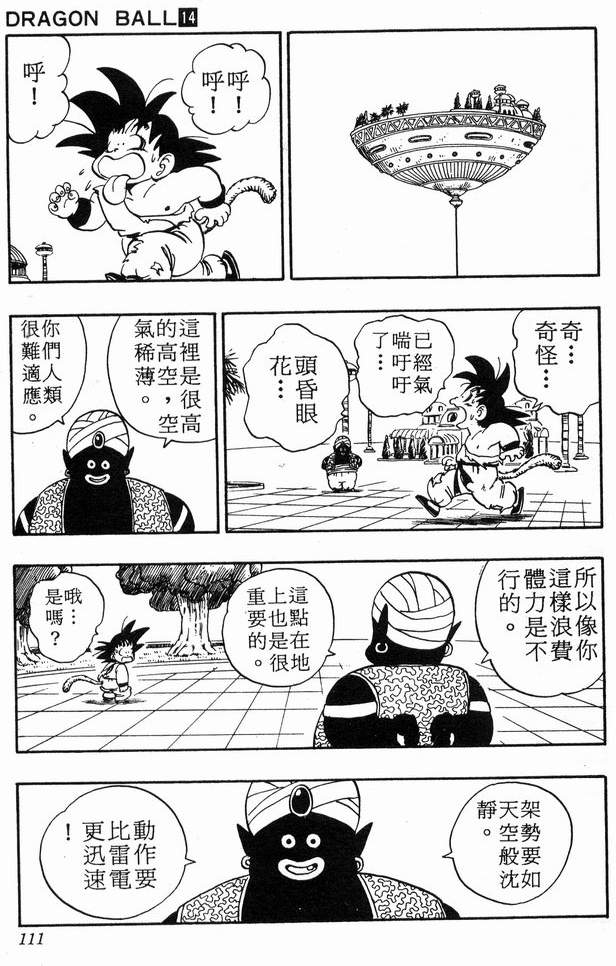 DRAGON BALL 14
呼
呼
！
！
呼
！
奇…
奇怪…
已經氣
喘吁吁
了…
頭昏眼
花…
這裡是很高
的高空，空
氣稀薄。
你們人類
很難適應。
所以像你
這樣浪費
體力是不
行的。
這點在地
上也是很
重要的。
哦…
是嗎？
架勢要如
天空般沈
靜。
動作要
比雷電
更迅速
！
111